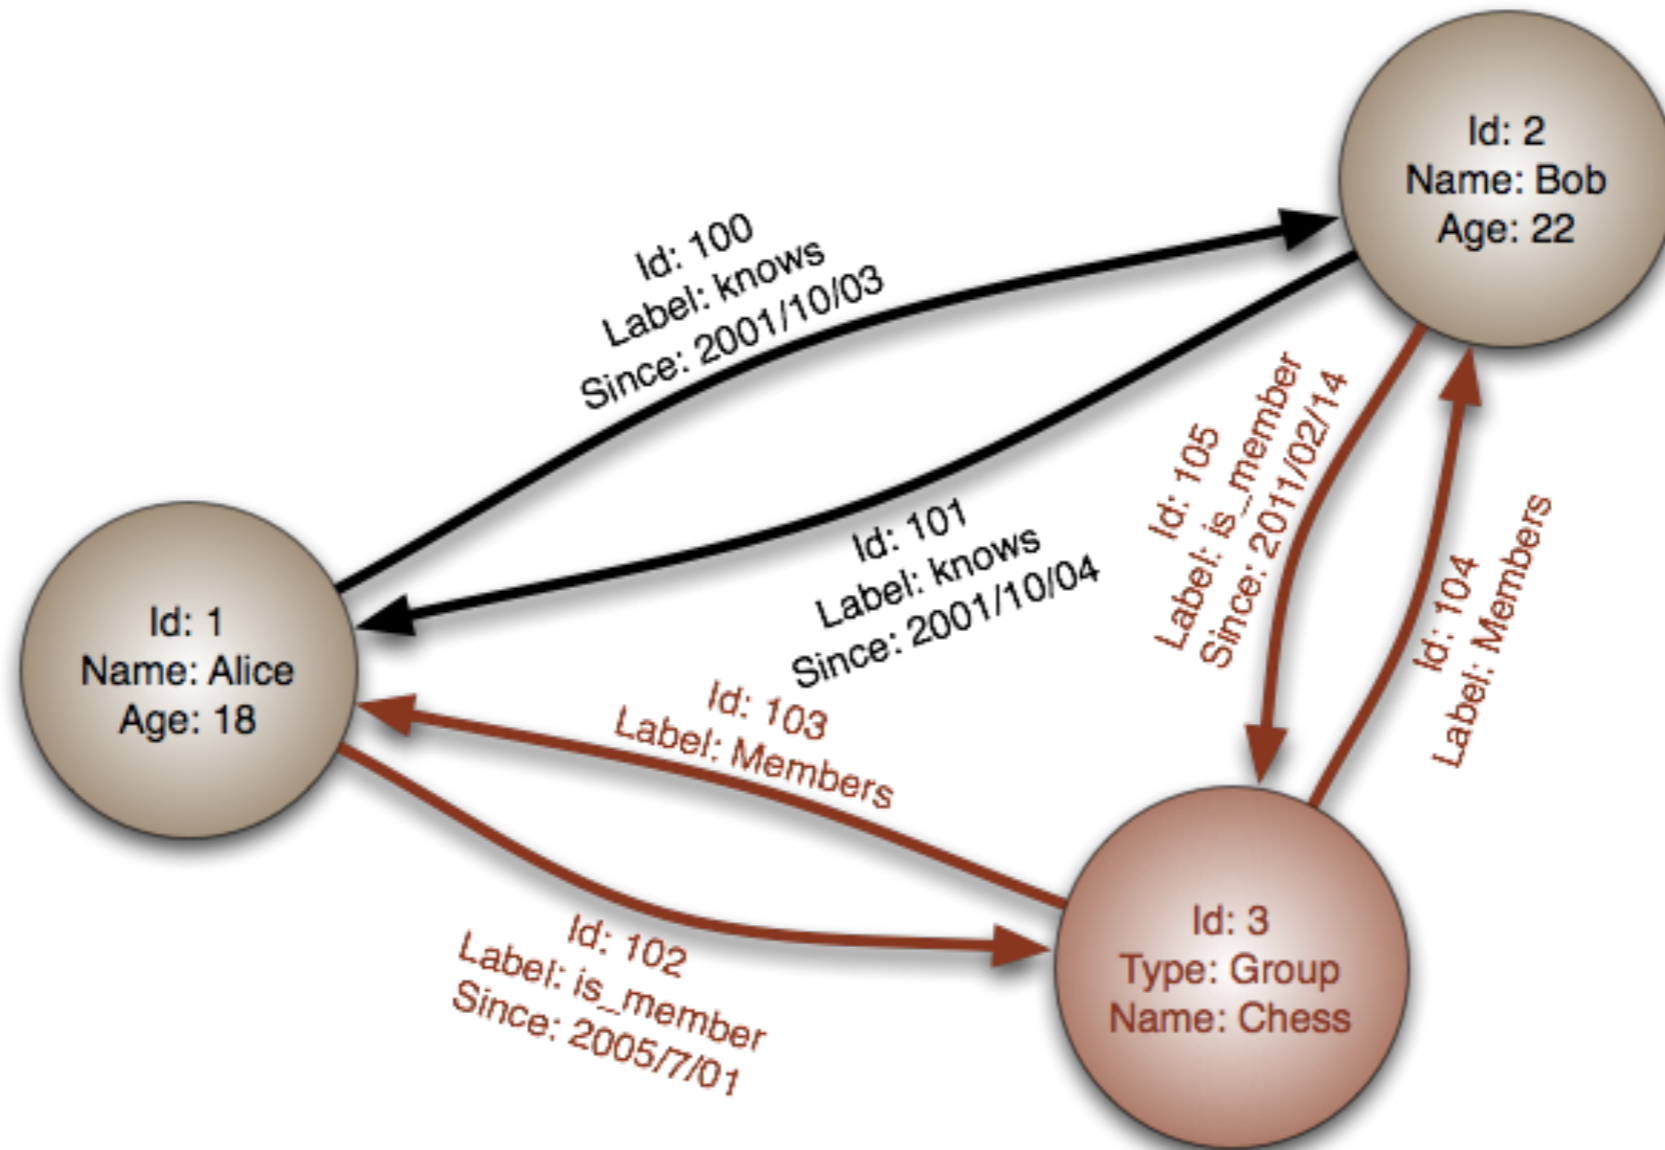 Id: 2
Name: Bob
Age: 22
Id: 100
Label: knows
Since: 2001/10/03
Id: 101
Label: knows
Since: 2001/10/04
Id: 105
Label: is_member
Since: 2011/02/14
Id: 104
Label: Members
Id: 1
Name: Alice
Age: 18
Id: 103
Label: Members
Id: 102
Label: is_member
Since: 2005/7/01
Id: 3
Type: Group
Name: Chess